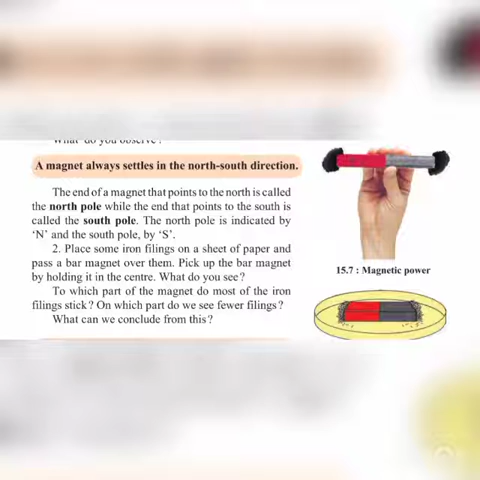 What do you observe?
A magnet always settles in the north-south direction.
The end of a magnet that points to the north is called
the north pole while the end that points to the south is
called the south pole. The north pole is indicated by
‘N’ and the south pole, by ‘S’.
2. Place some iron filings on a sheet of paper and
pass a bar magnet over them. Pick up the bar magnet
by holding it in the centre. What do you see?
To which part of the magnet do most of the iron
filings stick? On which part do we see fewer filings?
What can we conclude from this?
15.7 : Magnetic power